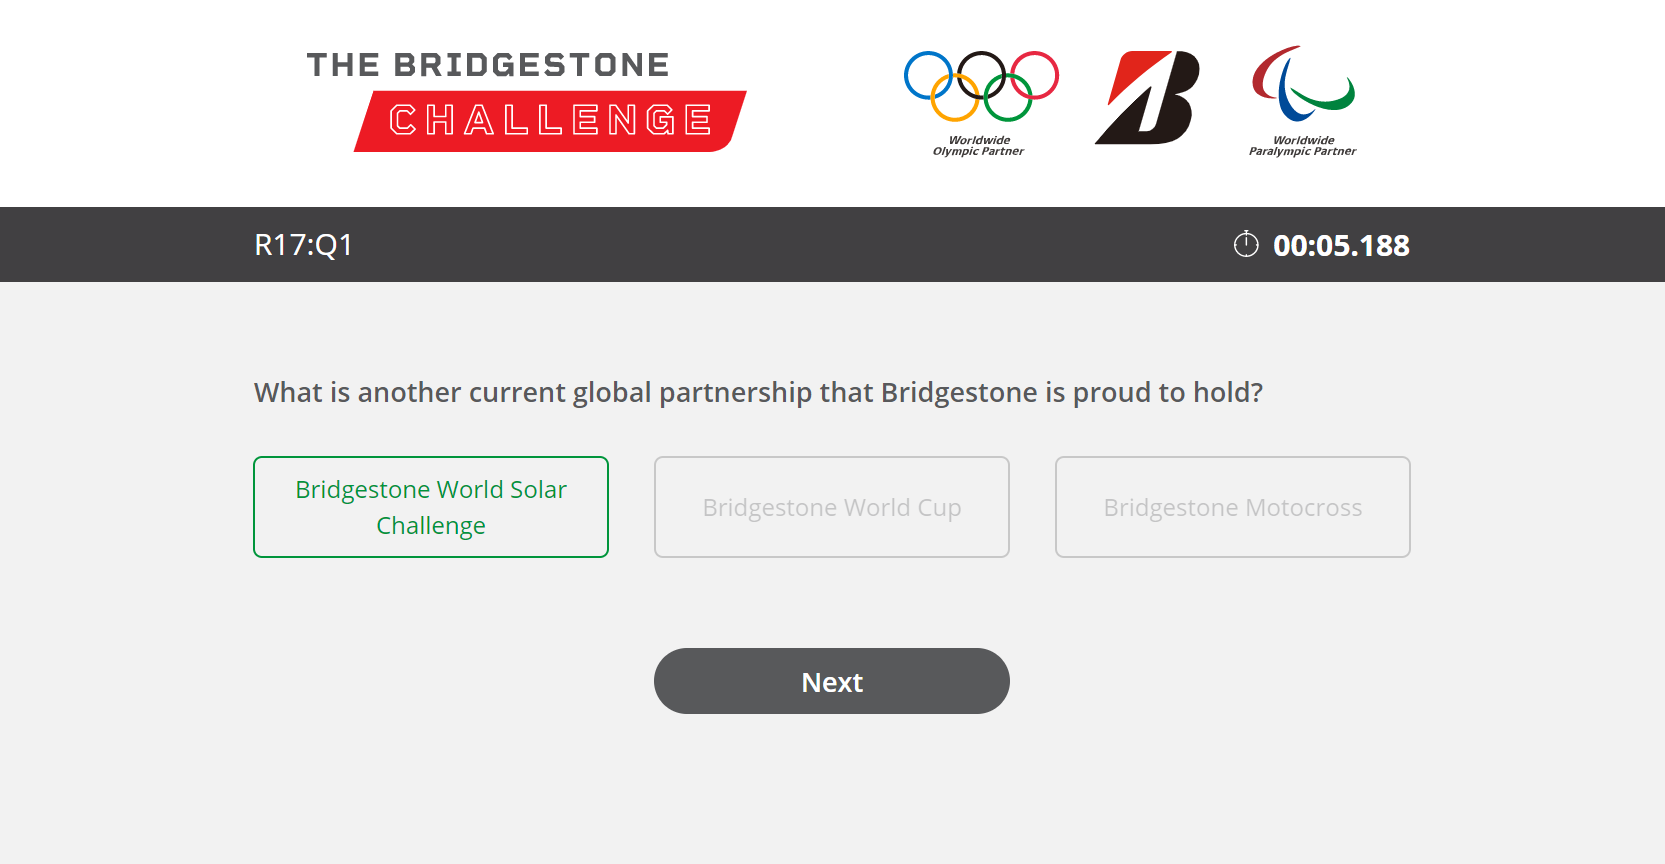 THE BRIDGESTONE
CHALLENGE
Worldwide
Olympic Partner
B
Worldwide
Paralympic Partner
R17:Q1
00:05.188
What is another current global partnership that Bridgestone is proud to hold?
Bridgestone World Solar
Challenge
Bridgestone World Cup
Bridgestone Motocross
Next